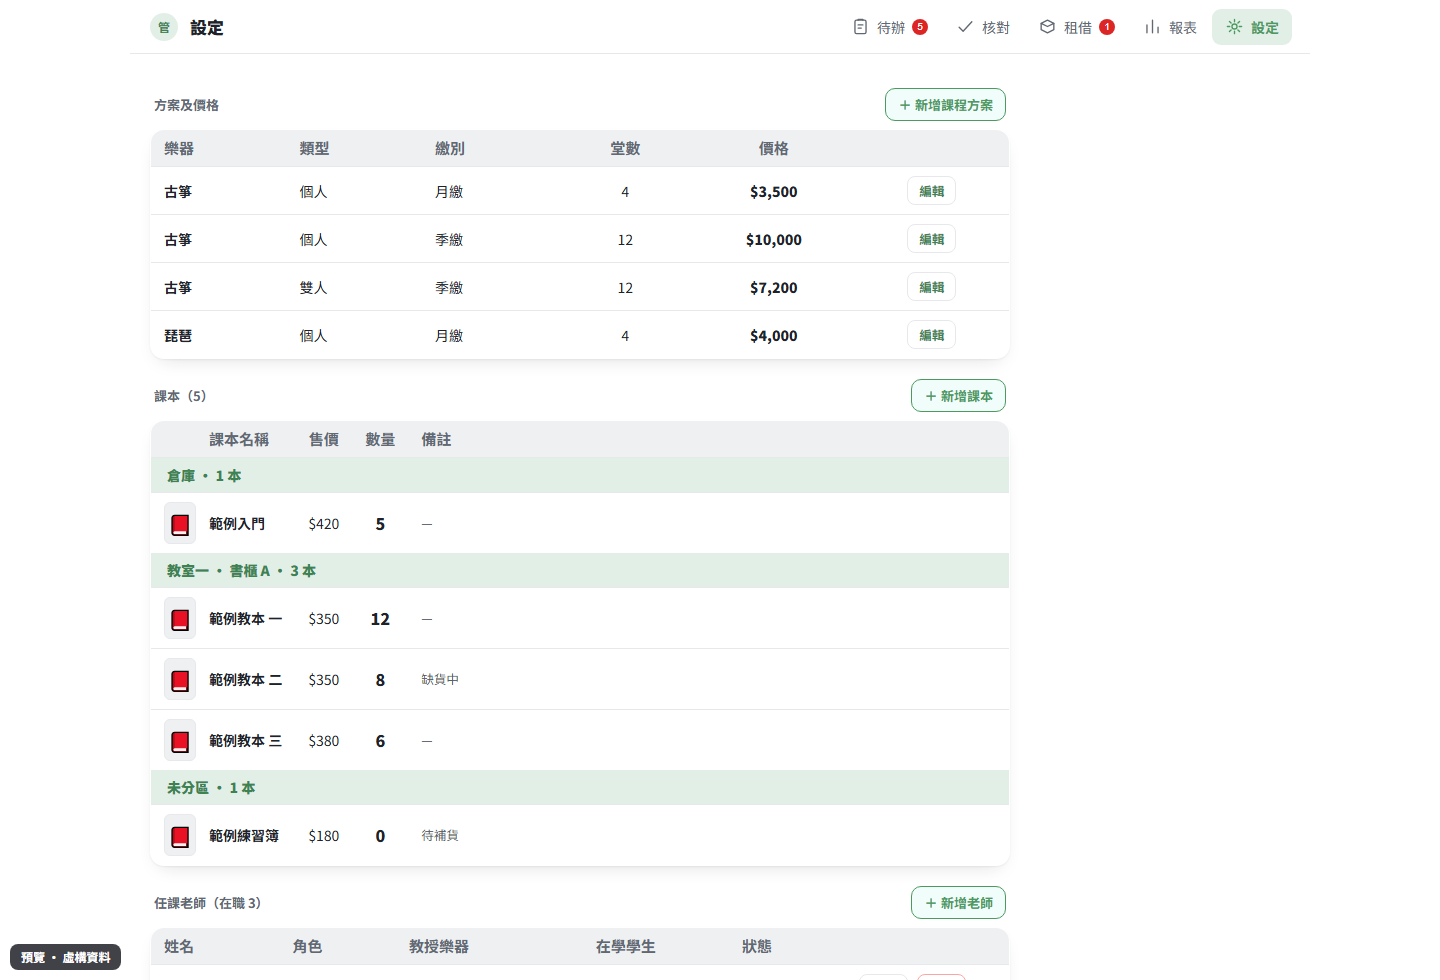 管 設定 待辦 5 核對 租借 1 報表 設定
方案及價格 + 新增課程方案
樂器 類型 繳別 堂數 價格
古箏 個人 月繳 4 $3,500 編輯
古箏 個人 季繳 12 $10,000 編輯
古箏 雙人 季繳 12 $7,200 編輯
琵琶 個人 月繳 4 $4,000 編輯
課本（5） + 新增課本
課本名稱 售價 數量 備註
倉庫 · 1 本
範例入門 $420 5 —
教室一 · 書櫃 A · 3 本
範例教本 一 $350 12 —
範例教本 二 $350 8 缺貨中
範例教本 三 $380 6 —
未分區 · 1 本
範例練習簿 $180 0 待補貨
任課老師（在職 3） + 新增老師
姓名 角色 教授樂器 在學學生 狀態
預覽 · 虛構資料